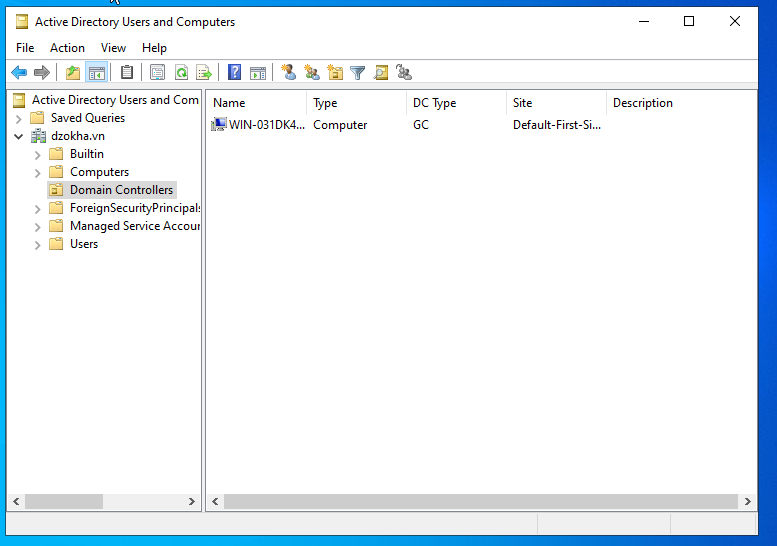 Active Directory Users and Computers
File Action View Help
Active Directory Users and Com
Saved Queries
dzokha.vn
Builtin
Computers
Domain Controllers
ForeignSecurityPrincipals
Managed Service Accour
Users
Name Type DC Type Site Description
WIN-031DK4... Computer GC Default-First-Si...